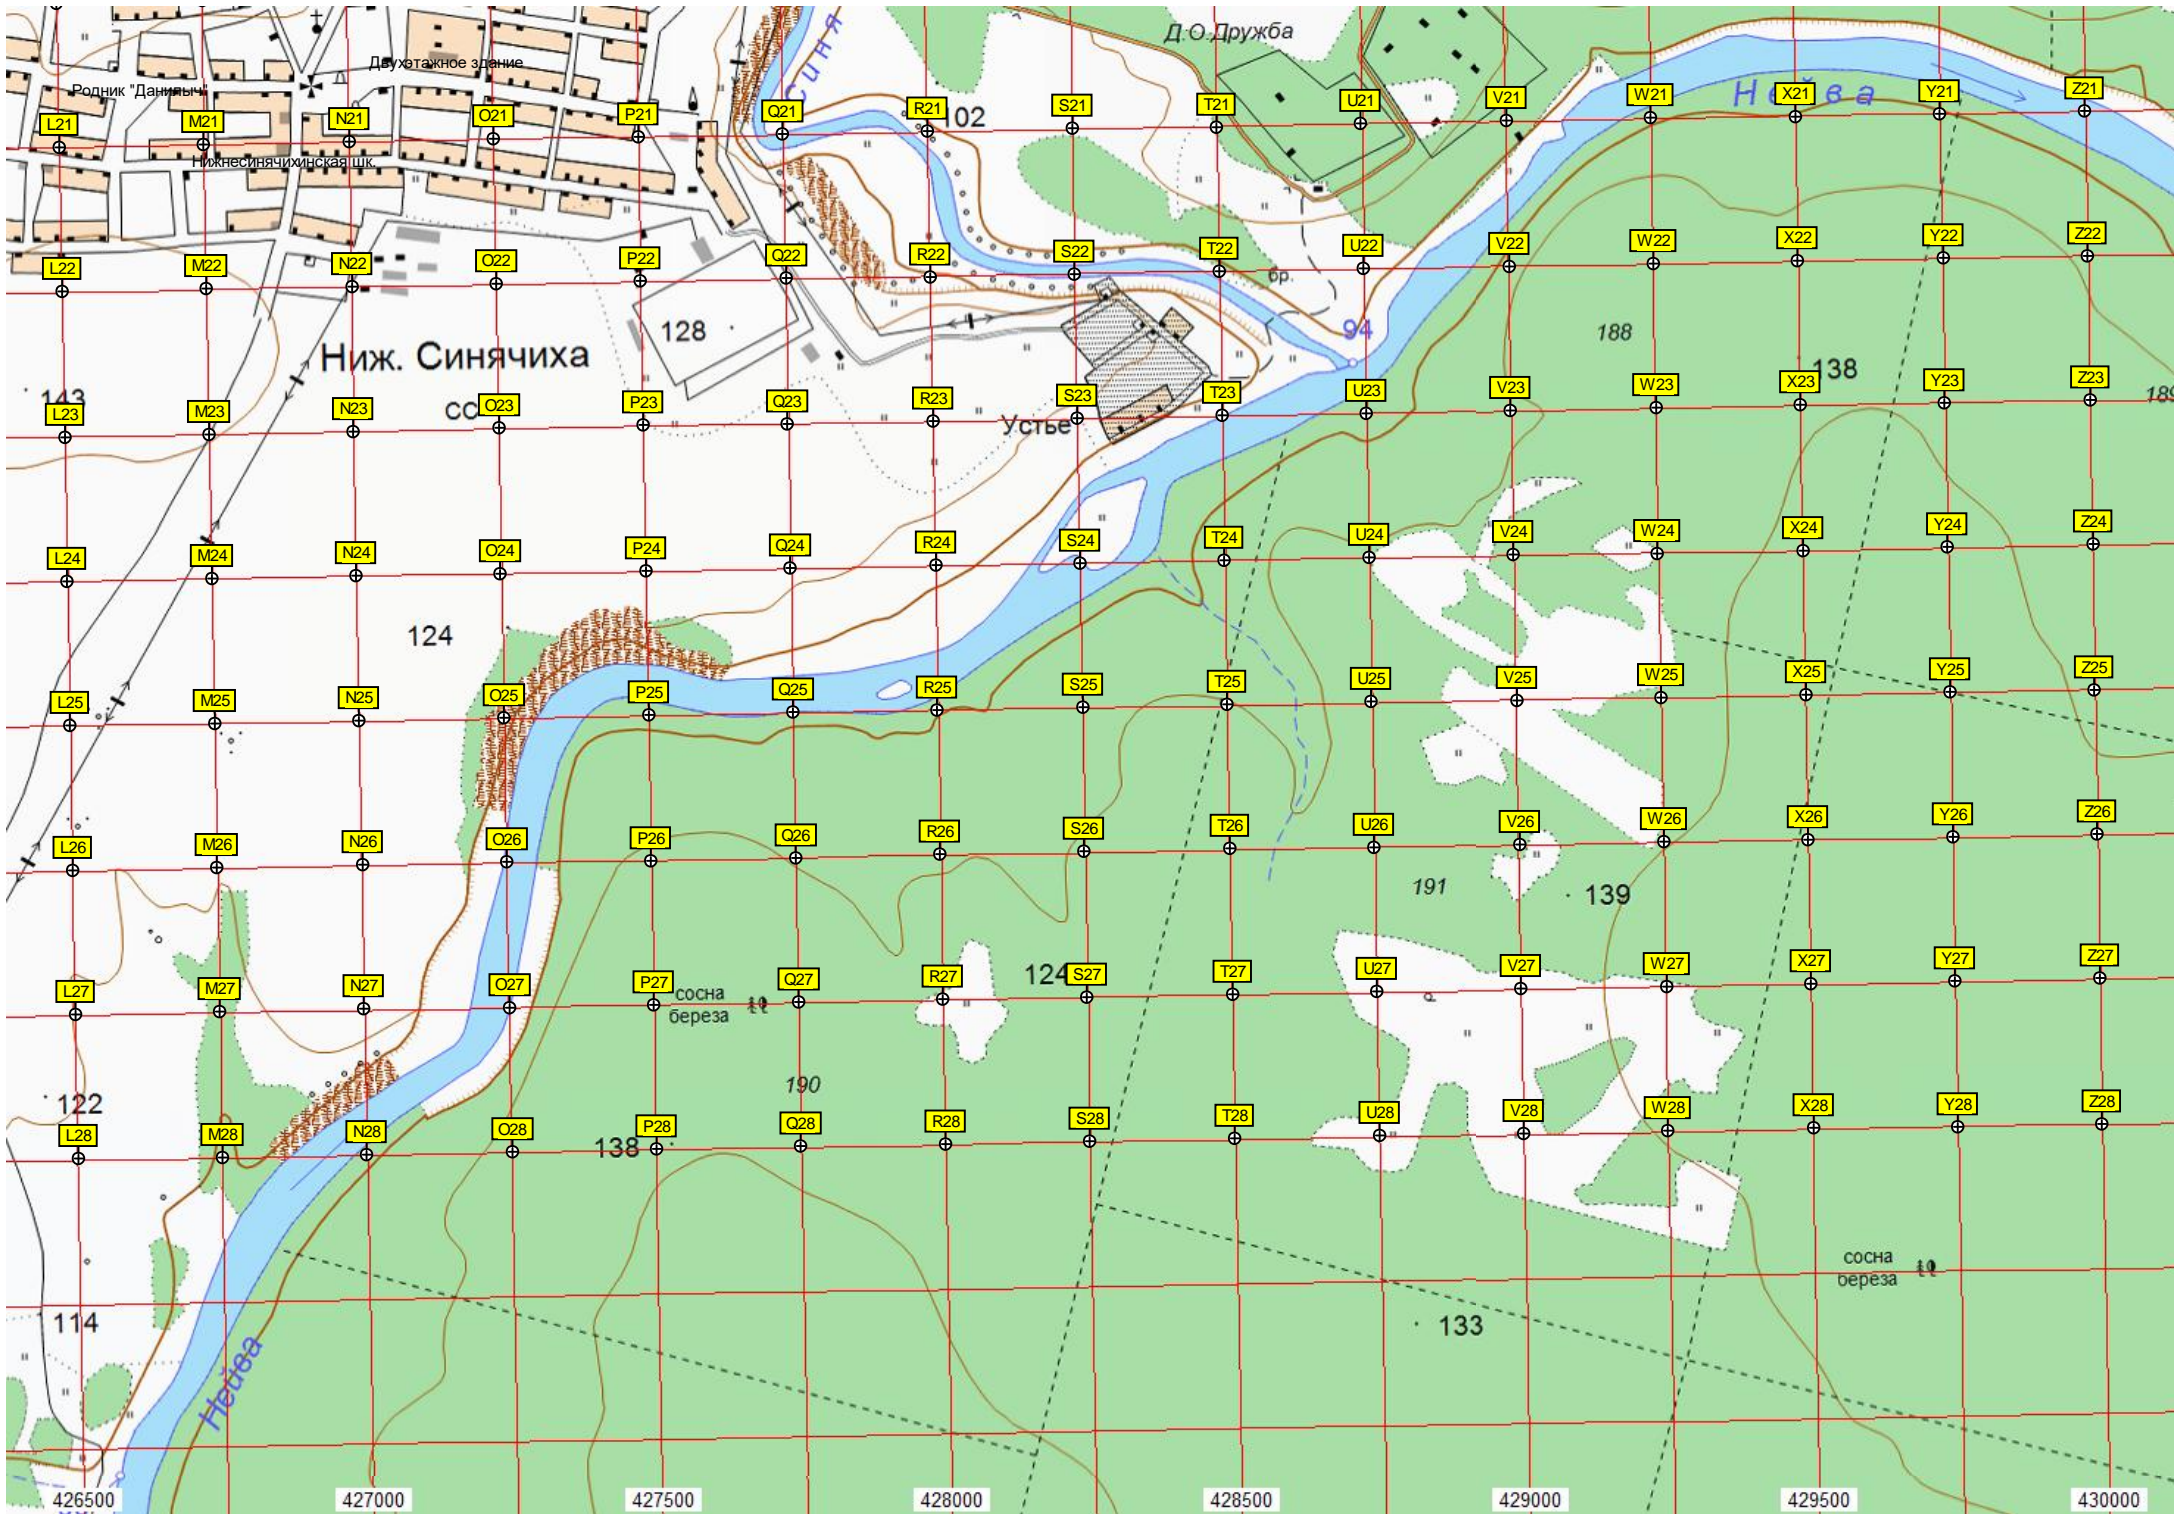 Двухэтажное здание
Родник "Данилыч"
Синя
Д.О.Дружба
102
Нейва
L21 M21 N21 O21 P21 Q21 R21 S21 T21 U21 V21 W21 X21 Y21 Z21
Нижнесинячихинская шк.
L22 M22 N22 O22 P22 Q22 R22 S22 T22 U22 V22 W22 X22 Y22 Z22
бр.
128
94
188
Ниж. Синячиха
138
143
189
L23 M23 N23 O23 P23 Q23 R23 S23 T23 U23 V23 W23 X23 Y23 Z23
СС
Устье
L24 M24 N24 O24 P24 Q24 R24 S24 T24 U24 V24 W24 X24 Y24 Z24
124
L25 M25 N25 O25 P25 Q25 R25 S25 T25 U25 V25 W25 X25 Y25 Z25
L26 M26 N26 O26 P26 Q26 R26 S26 T26 U26 V26 W26 X26 Y26 Z26
191
139
124
L27 M27 N27 O27 P27 Q27 R27 S27 T27 U27 V27 W27 X27 Y27 Z27
сосна
береза
190
122
L28 M28 N28 O28 P28 Q28 R28 S28 T28 U28 V28 W28 X28 Y28 Z28
138
сосна
береза
114
133
Нейва
426500 427000 427500 428000 428500 429000 429500 430000